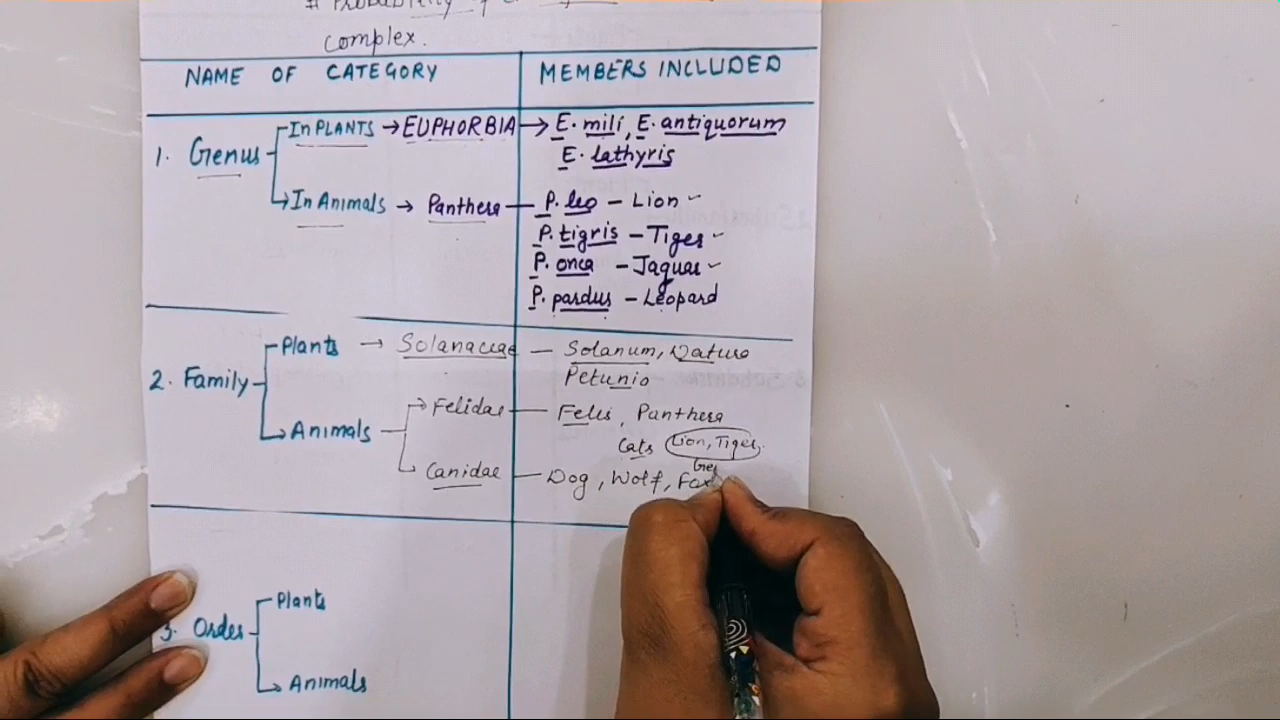 # Probability of
complex.
NAME OF CATEGORY
MEMBERS INCLUDED
1. Genus
In PLANTS → EUPHORBIA → E. mili, E. antiquorum
E. lathyris
In Animals → Panthera — P. leo – Lion
P. tigris – Tiger
P. onca – Jaguar
P. pardus – Leopard
2. Family
Plants → Solanaceae — Solanum, Datura
Petunia
Animals
Felidae — Felis, Panthera
Cats Lion, Tiger
Canidae — Dog, Wolf, Fox
3. Order
Plants
Animals